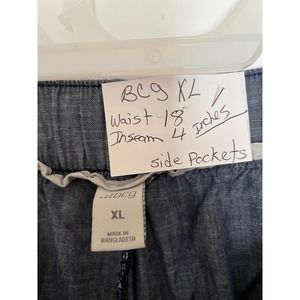 BCG XL
Waist 18"
Inseam 4 Inches
side Pockets
bcg
XL
MADE IN
BANGLADESH